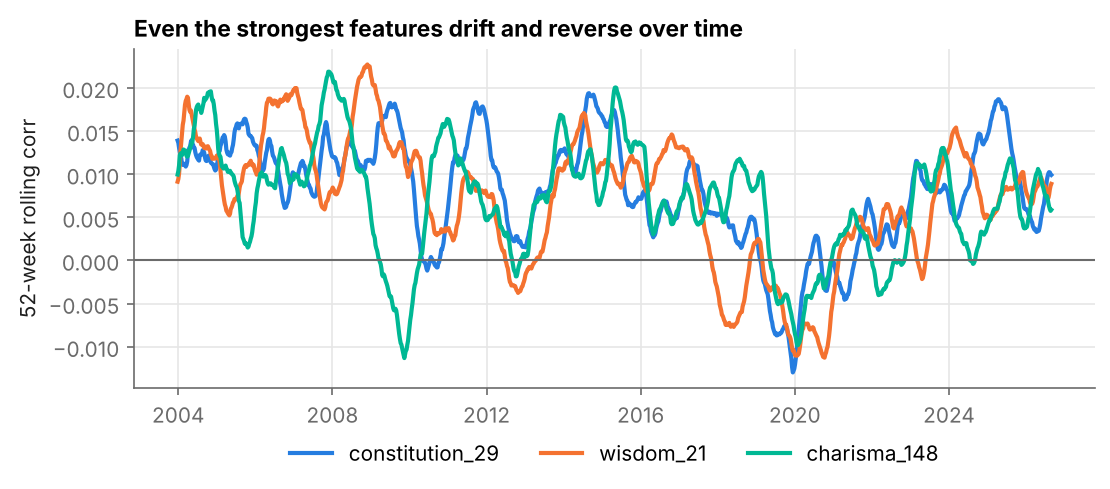 Even the strongest features drift and reverse over time
52-week rolling corr
0.020
0.015
0.010
0.005
0.000
−0.005
−0.010
2004 2008 2012 2016 2020 2024
constitution_29 wisdom_21 charisma_148